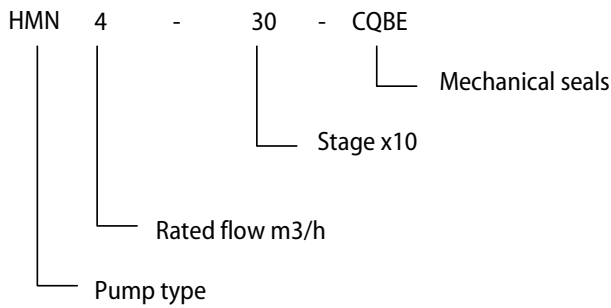 HMN 4 - 30 - CQBE
Mechanical seals
Stage x10
Rated flow m3/h
Pump type